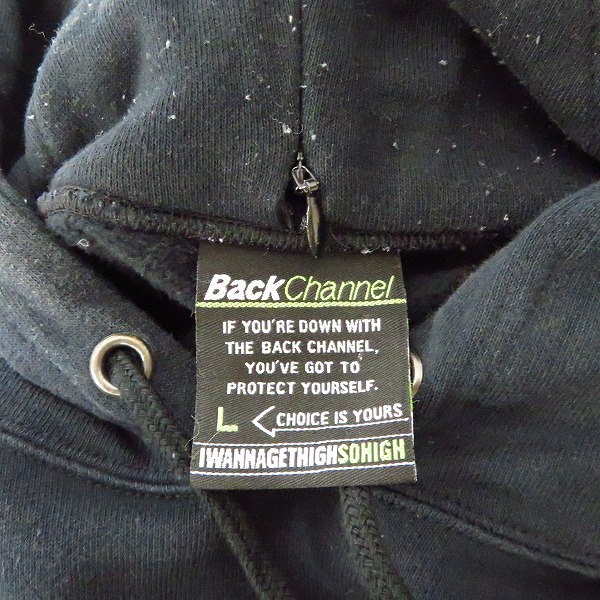 BackChannel
IF YOU'RE DOWN WITH
THE BACK CHANNEL,
YOU'VE GOT TO
PROTECT YOURSELF.
L CHOICE IS YOURS
IWANNAGETHIGHSOHIGH